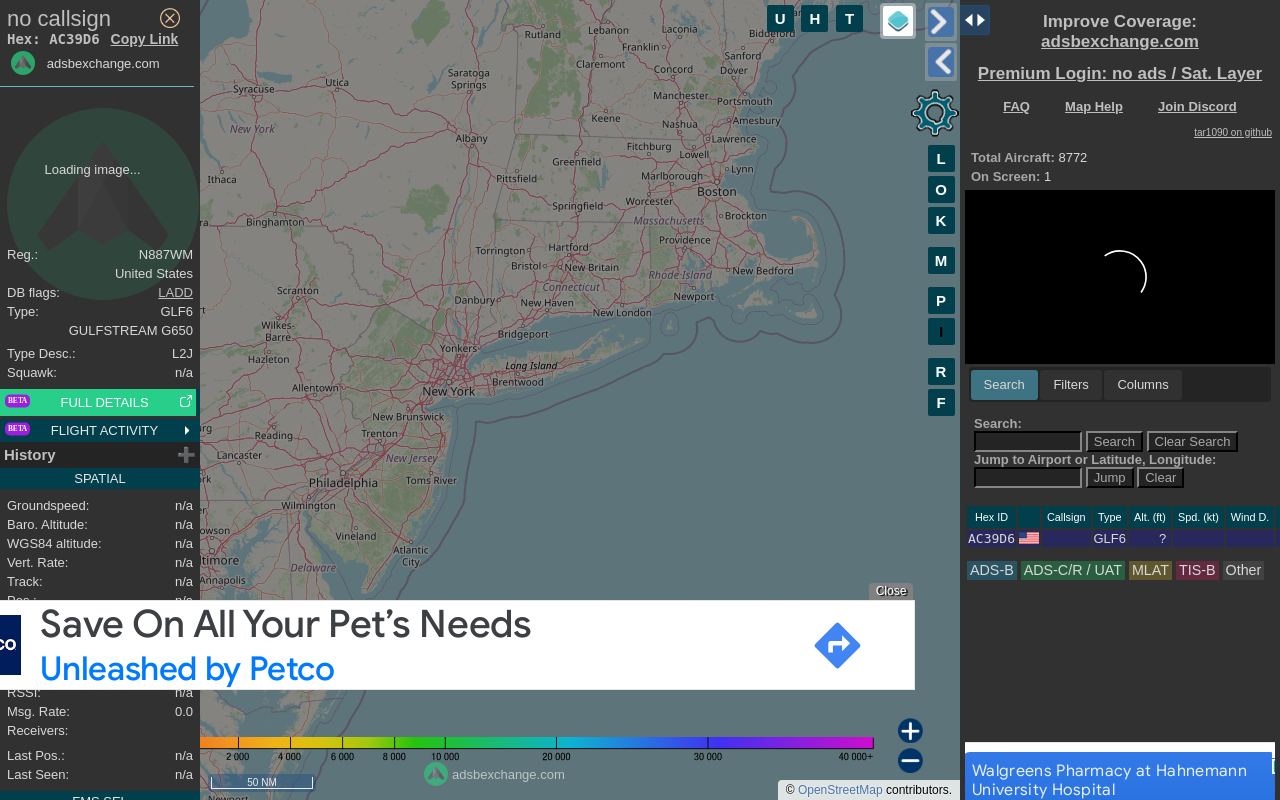 no callsign
Hex: AC39D6 Copy Link
adsbexchange.com
Loading image...
Reg.: N887WM
United States
DB flags: LADD
Type: GLF6
GULFSTREAM G650
Type Desc.: L2J
Squawk: n/a
BETA FULL DETAILS
BETA FLIGHT ACTIVITY
History
SPATIAL
Groundspeed: n/a
Baro. Altitude: n/a
WGS84 altitude: n/a
Vert. Rate: n/a
Track: n/a
Pos.: n/a
RSSI: n/a
Msg. Rate: 0.0
Receivers:
Last Pos.: n/a
Last Seen: n/a
FMS SEL
U H T
L
O
K
M
P
I
R
F
Rutland
Lebanon
Laconia
Biddeford
Franklin
Claremont
Sanford
Concord
Dover
Saratoga
Springs
Utica
Syracuse
Manchester
Portsmouth
Keene
Nashua
Amesbury
New York
Albany
Fitchburg
Lawrence
Greenfield
Lowell
Lynn
Ithaca
Pittsfield
Marlborough
Boston
Springfield
Worcester
Binghamton
Massachusetts
Brockton
Torrington
Hartford
Providence
Bristol
New Britain
Rhode Island
New Bedford
Connecticut
Scranton
Danbury
New Haven
New London
Newport
Wilkes-
Barre
Bridgeport
Hazleton
Yonkers
Long Island
Allentown
New York
Brentwood
New Brunswick
Reading
Trenton
Lancaster
New Jersey
Philadelphia
Toms River
Wilmington
Vineland
Atlantic
City
Annapolis
Delaware
Close
Save On All Your Pet’s Needs
Unleashed by Petco
2 000 4 000 6 000 8 000 10 000 20 000 30 000 40 000+
adsbexchange.com
50 NM
© OpenStreetMap contributors.
Newport
Improve Coverage:
adsbexchange.com
Premium Login: no ads / Sat. Layer
FAQ Map Help Join Discord
tar1090 on github
Total Aircraft: 8772
On Screen: 1
Search Filters Columns
Search:
Search Clear Search
Jump to Airport or Latitude, Longitude:
Jump Clear
Hex ID Callsign Type Alt. (ft) Spd. (kt) Wind D.
AC39D6 GLF6 ?
ADS-B ADS-C/R / UAT MLAT TIS-B Other
Walgreens Pharmacy at Hahnemann
University Hospital